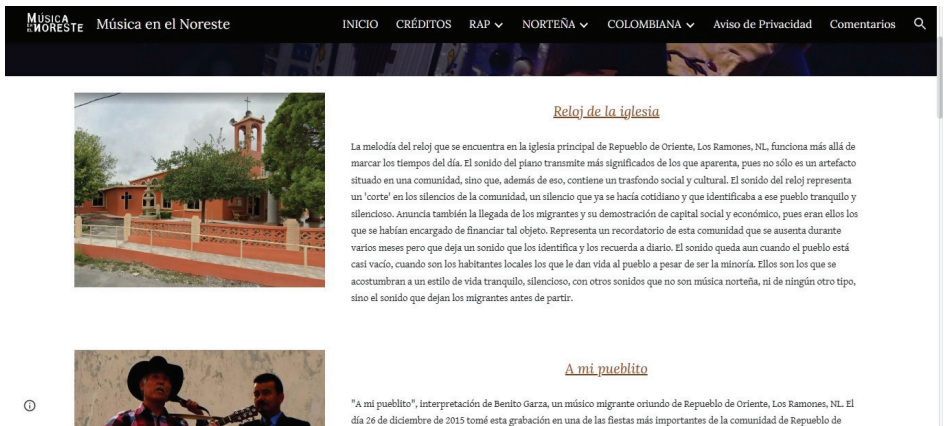 MÚSICA
EN EL NORESTE
Música en el Noreste
INICIO
CRÉDITOS
RAP
NORTEÑA
COLOMBIANA
Aviso de Privacidad
Comentarios
Reloj de la iglesia
La melodía del reloj que se encuentra en la iglesia principal de Repueblo de Oriente, Los Ramones, NL, funciona más allá de
marcar los tiempos del día. El sonido del piano transmite más significados de los que aparenta, pues no sólo es un artefacto
situado en una comunidad, sino que, además de eso, contiene un trasfondo social y cultural. El sonido del reloj representa
un 'corte' en los silencios de la comunidad, un silencio que ya se hacía cotidiano y que identificaba a ese pueblo tranquilo y
silencioso. Anuncia también la llegada de los migrantes y su demostración de capital social y económico, pues eran ellos los
que se habían encargado de financiar tal objeto. Representa un recordatorio de esta comunidad que se ausenta durante
varios meses pero que deja un sonido que los identifica y los recuerda a diario. El sonido queda aun cuando el pueblo está
casi vacío, cuando son los habitantes locales los que le dan vida al pueblo a pesar de ser la minoría. Ellos son los que se
acostumbran a un estilo de vida tranquilo, silencioso, con otros sonidos que no son música norteña, ni de ningún otro tipo,
sino el sonido que dejan los migrantes antes de partir.
A mi pueblito
"A mi pueblito", interpretación de Benito Garza, un músico migrante oriundo de Repueblo de Oriente, Los Ramones, NL. El
día 26 de diciembre de 2015 tomé esta grabación en una de las fiestas más importantes de la comunidad de Repueblo de